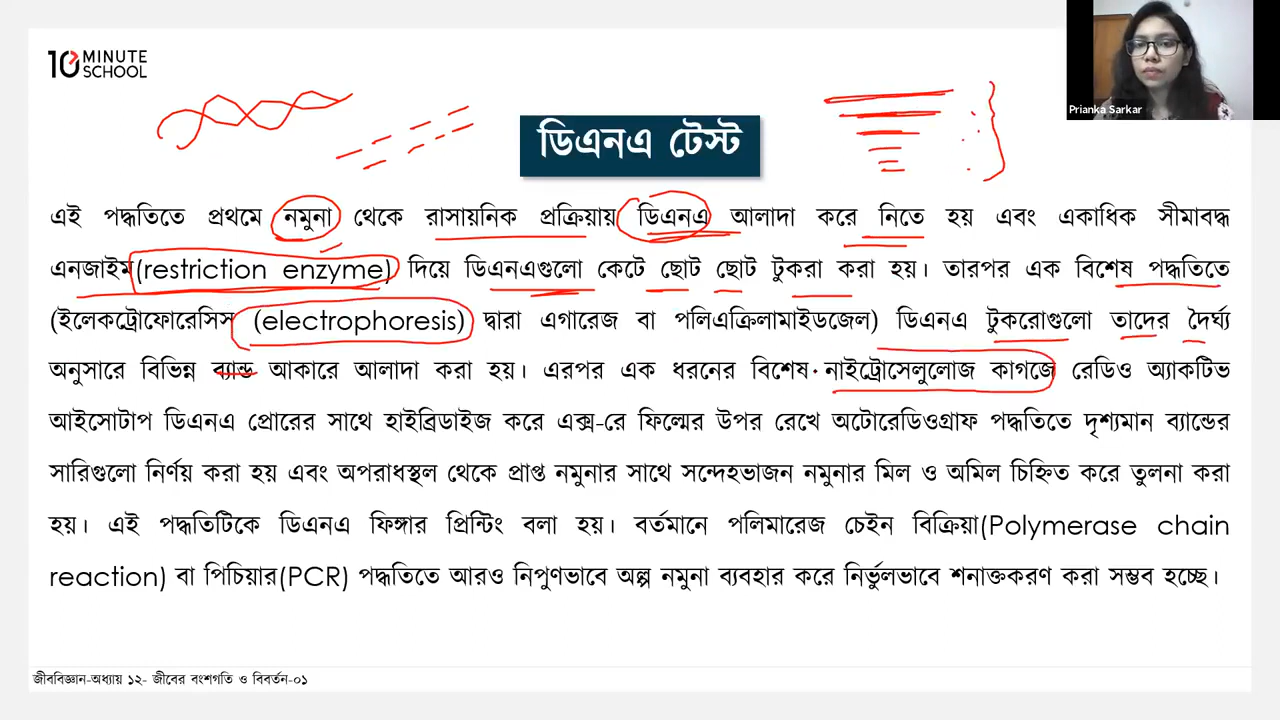 10 MINUTE SCHOOL
Prianka Sarkar
ডিএনএ টেস্ট
এই পদ্ধতিতে প্রথমে নমুনা থেকে রাসায়নিক প্রক্রিয়ায় ডিএনএ আলাদা করে নিতে হয় এবং একাধিক সীমাবদ্ধ
এনজাইম(restriction enzyme) দিয়ে ডিএনএগুলো কেটে ছোট ছোট টুকরা করা হয়। তারপর এক বিশেষ পদ্ধতিতে
(ইলেকট্রোফোরেসিস (electrophoresis) দ্বারা এগারেজ বা পলিএক্রিলামাইডজেল) ডিএনএ টুকরোগুলো তাদের দৈর্ঘ্য
অনুসারে বিভিন্ন ব্যান্ড আকারে আলাদা করা হয়। এরপর এক ধরনের বিশেষ নাইট্রোসেলুলোজ কাগজে রেডিও অ্যাকটিভ
আইসোটাপ ডিএনএ প্রোরের সাথে হাইব্রিডাইজ করে এক্স-রে ফিল্মের উপর রেখে অটোরেডিওগ্রাফ পদ্ধতিতে দৃশ্যমান ব্যান্ডের
সারিগুলো নির্ণয় করা হয় এবং অপরাধস্থল থেকে প্রাপ্ত নমুনার সাথে সন্দেহভাজন নমুনার মিল ও অমিল চিহ্নিত করে তুলনা করা
হয়। এই পদ্ধতিটিকে ডিএনএ ফিঙ্গার প্রিন্টিং বলা হয়। বর্তমানে পলিমারেজ চেইন বিক্রিয়া(Polymerase chain
reaction) বা পিচিয়ার(PCR) পদ্ধতিতে আরও নিপুণভাবে অল্প নমুনা ব্যবহার করে নির্ভুলভাবে শনাক্তকরণ করা সম্ভব হচ্ছে।
জীববিজ্ঞান-অধ্যায় ১২- জীবের বংশগতি ও বিবর্তন-০১